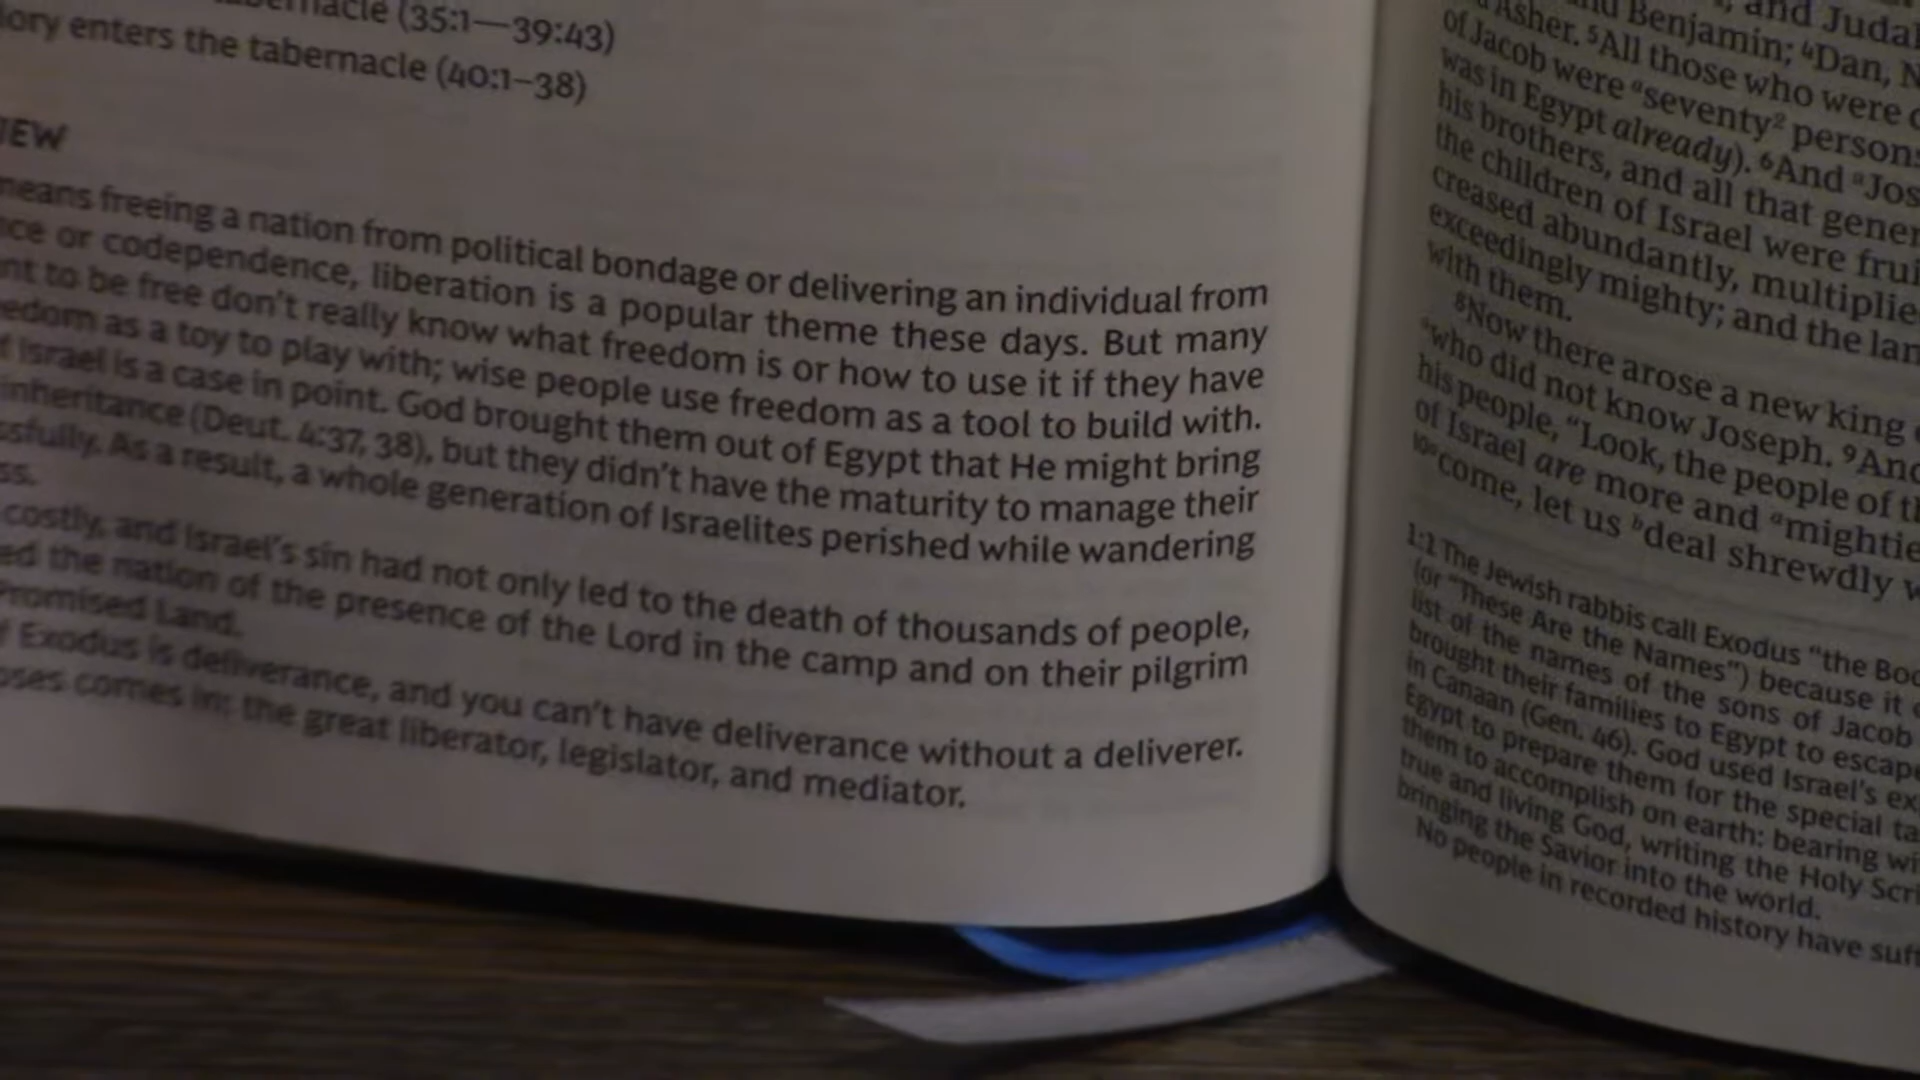 tabernacle (35:1—39:43)
lory enters the tabernacle (40:1–38)
IEW
means freeing a nation from political bondage or delivering an individual from
nce or codependence, liberation is a popular theme these days. But many
nt to be free don't really know what freedom is or how to use it if they have
edom as a toy to play with; wise people use freedom as a tool to build with.
f Israel is a case in point. God brought them out of Egypt that He might bring
inheritance (Deut. 4:37, 38), but they didn't have the maturity to manage their
ssfully. As a result, a whole generation of Israelites perished while wandering
ss.
costly, and Israel's sin had not only led to the death of thousands of people,
ed the nation of the presence of the Lord in the camp and on their pilgrim
Promised Land.
f Exodus is deliverance, and you can't have deliverance without a deliverer.
oses comes in: the great liberator, legislator, and mediator.
and Judah
and Benjamin; 4Dan, N
Asher. 5All those who were d
of Jacob were aseventy2 persons
was in Egypt already). 6And aJos
his brothers, and all that gener
the children of Israel were frui
creased abundantly, multiplie
exceedingly mighty; and the lan
with them.
8Now there arose a new king
awho did not know Joseph. 9And
his people, "Look, the people of th
of Israel are more and amightie
10acome, let us bdeal shrewdly w
1:1 The Jewish rabbis call Exodus "the Boo
(or "These Are the Names") because it
list of the names of the sons of Jacob
brought their families to Egypt to escape
in Canaan (Gen. 46). God used Israel's ex
Egypt to prepare them for the special ta
them to accomplish on earth: bearing wi
true and living God, writing the Holy Scri
bringing the Savior into the world.
No people in recorded history have suff